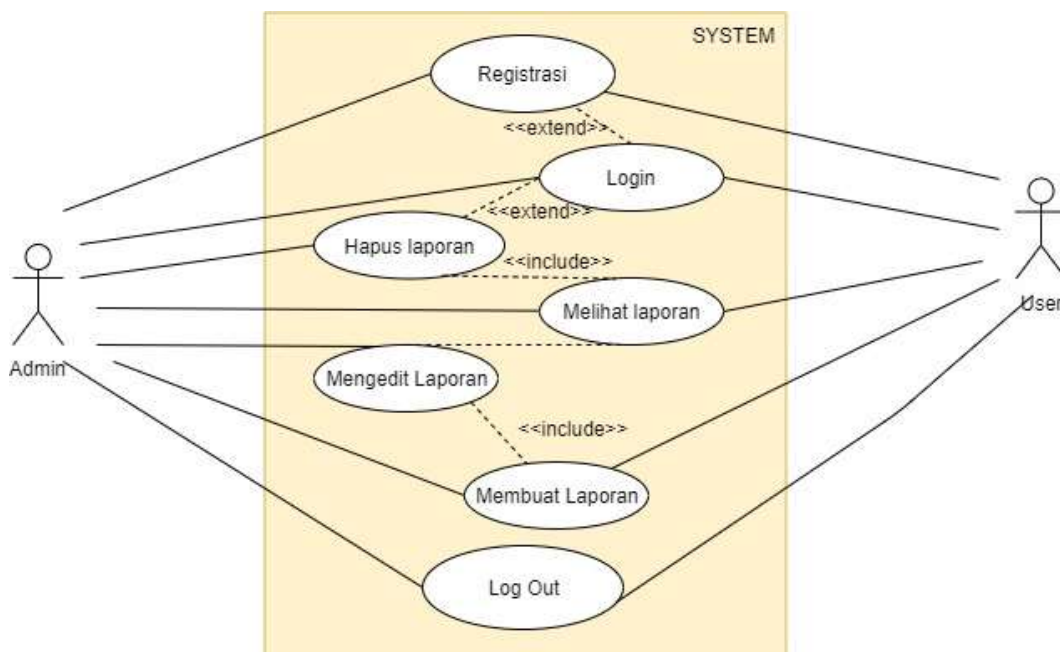 SYSTEM
Registrasi
<<extend>>
Login
<<extend>>
Hapus laporan
<<include>>
Melihat laporan
User
Admin
Mengedit Laporan
<<include>>
Membuat Laporan
Log Out